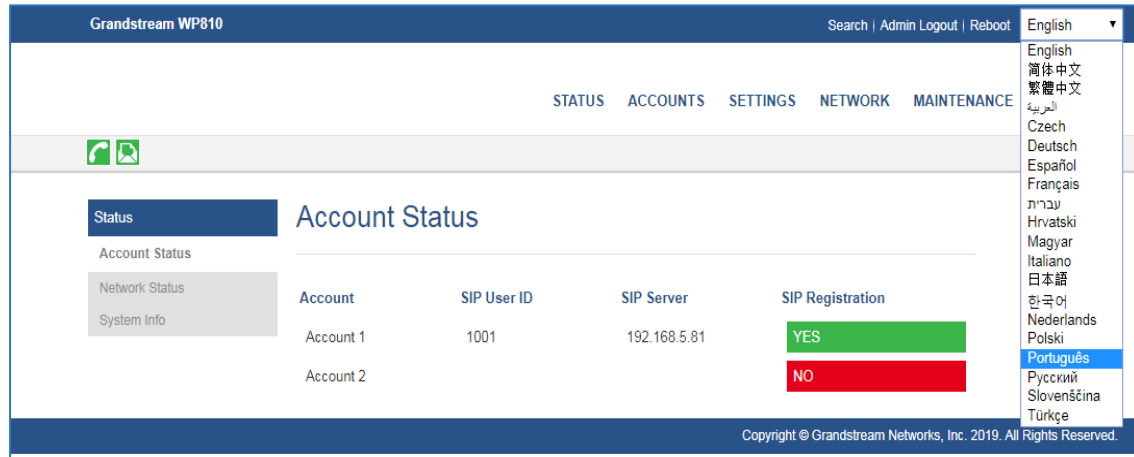 Grandstream WP810
Search | Admin Logout | Reboot
English
English
简体中文
繁體中文
العربية
Czech
Deutsch
Español
Français
עברית
Hrvatski
Magyar
Italiano
日本語
한국어
Nederlands
Polski
Português
Русский
Slovenščina
Türkçe
STATUS ACCOUNTS SETTINGS NETWORK MAINTENANCE
Status
Account Status
Network Status
System Info
Account Status
Account SIP User ID SIP Server SIP Registration
Account 1 1001 192.168.5.81 YES
Account 2 NO
Copyright © Grandstream Networks, Inc. 2019. All Rights Reserved.